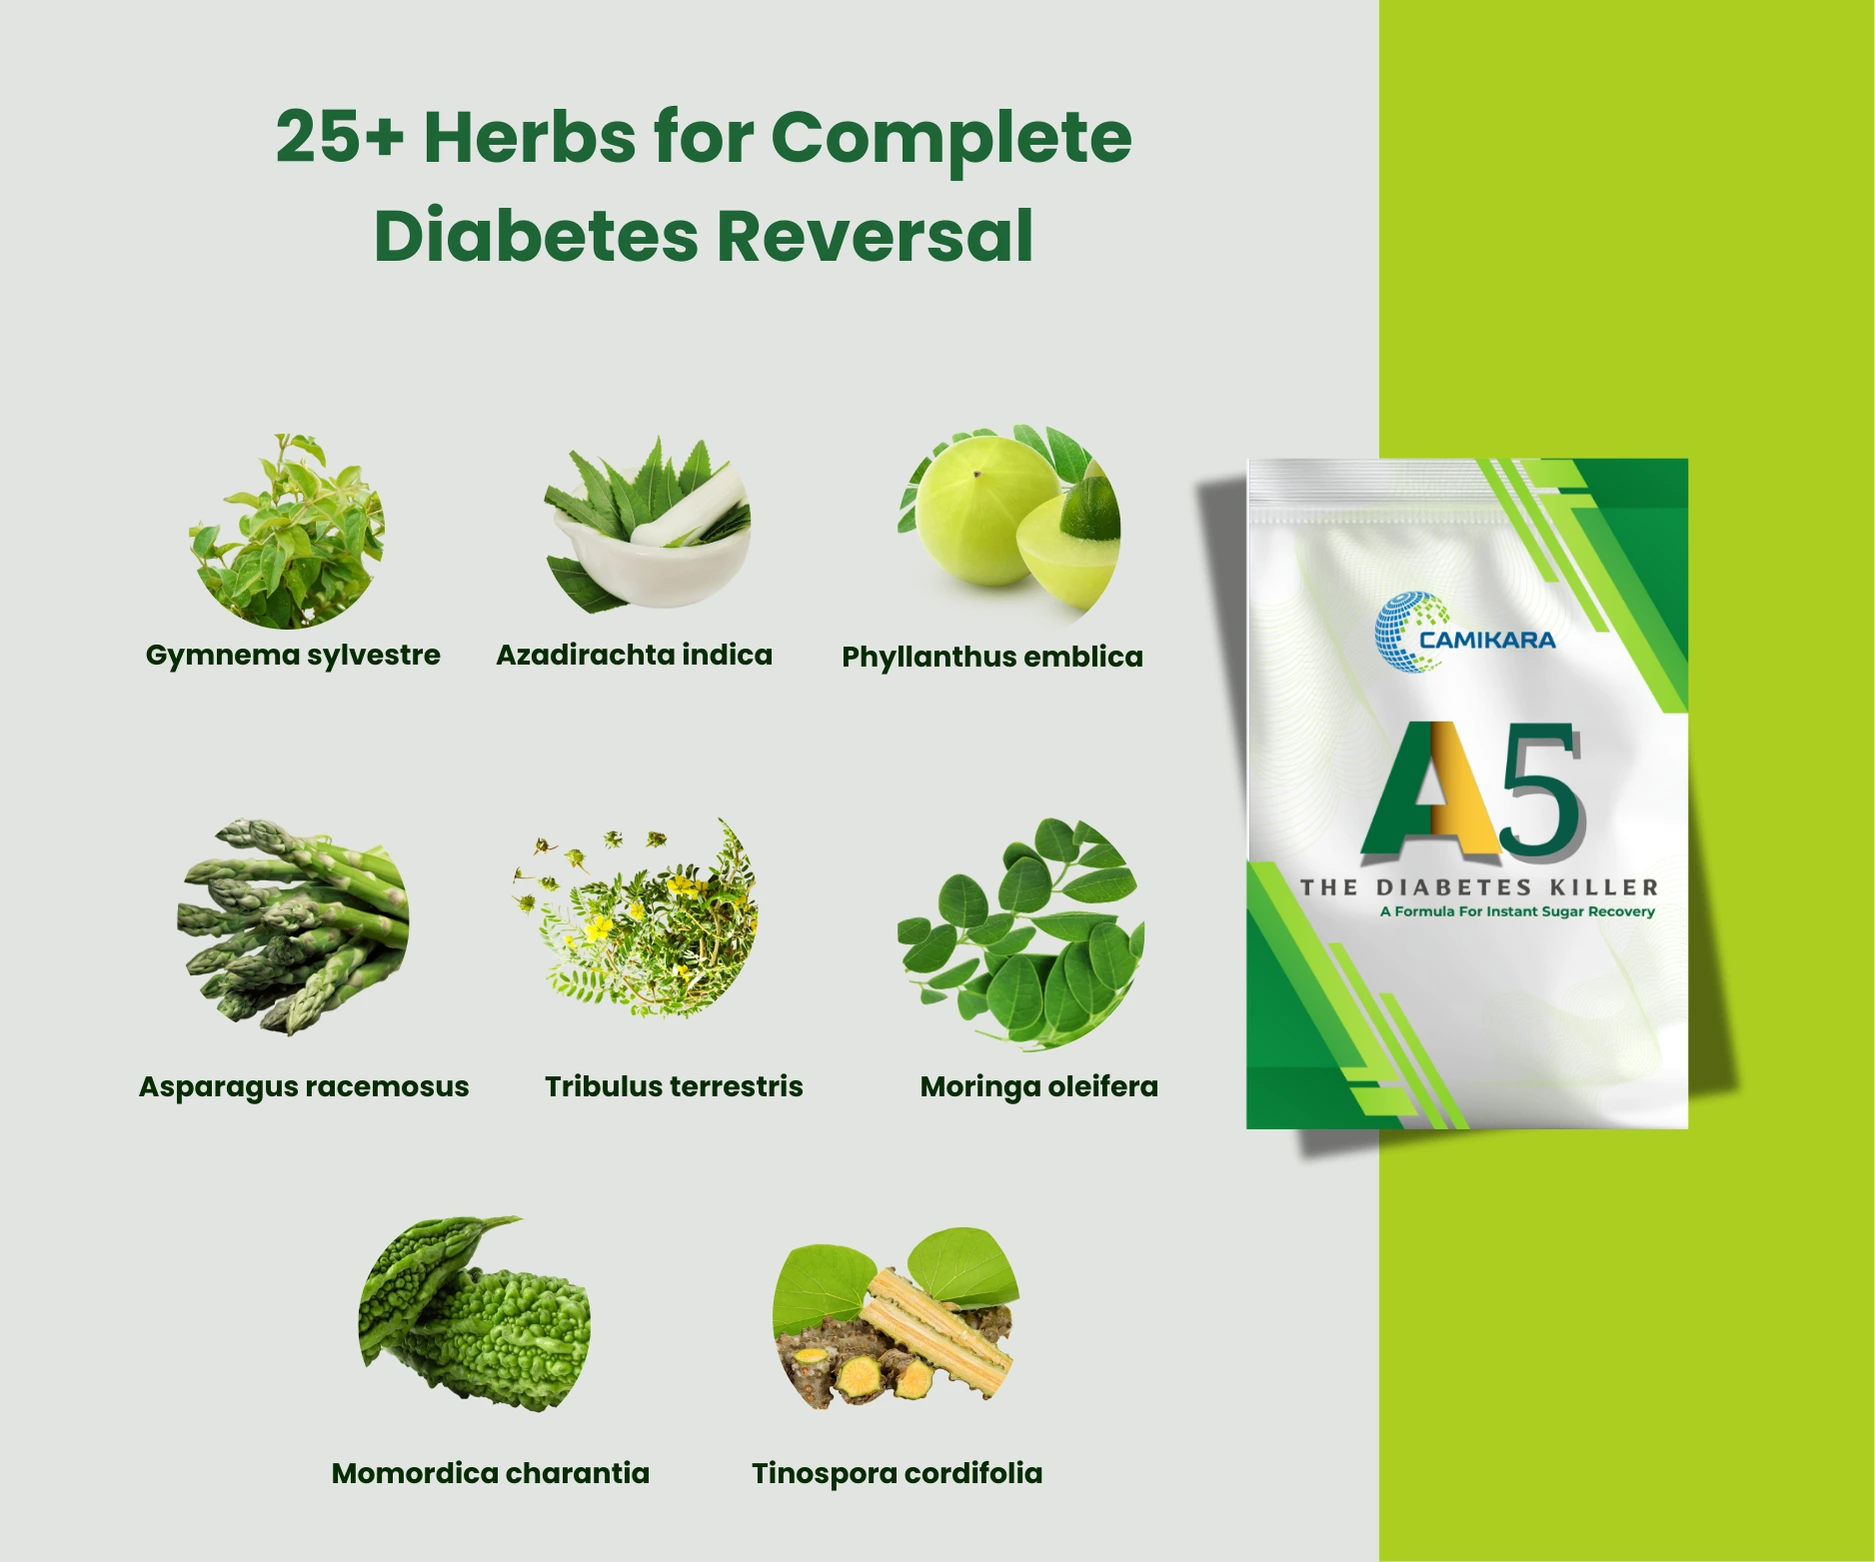 25+ Herbs for Complete
Diabetes Reversal
Gymnema sylvestre
Azadirachta indica
Phyllanthus emblica
CAMIKARA
A5
THE DIABETES KILLER
A Formula For Instant Sugar Recovery
Asparagus racemosus
Tribulus terrestris
Moringa oleifera
Momordica charantia
Tinospora cordifolia